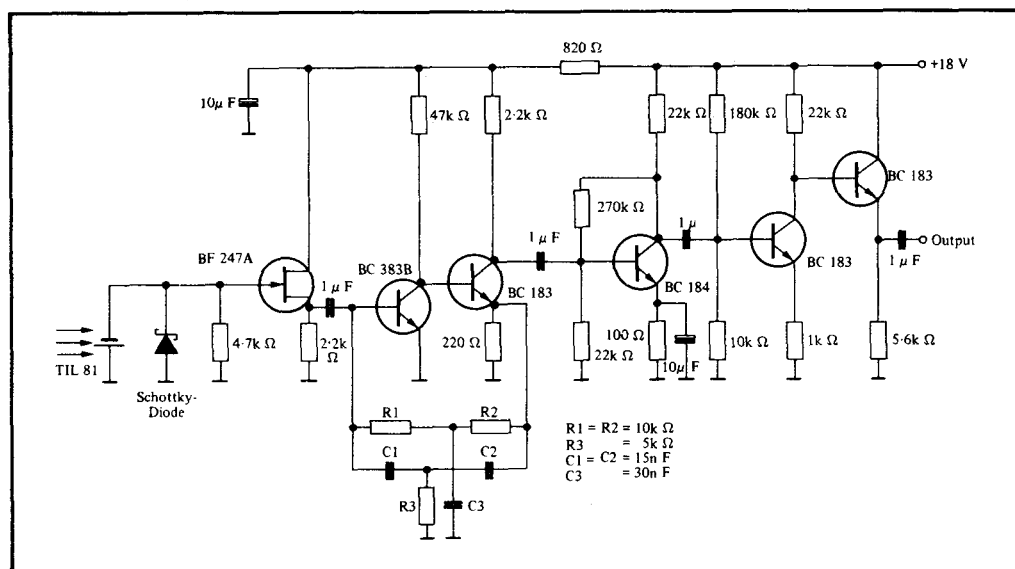 820 Ω
+18 V
10μ F
47k Ω
2·2k Ω
22k Ω
180k Ω
22k Ω
BC 183
270k Ω
1 μ F
1 μ
BF 247A
1 μ F
BC 383B
BC 183
BC 184
BC 183
Output
1 μ F
4·7k Ω
2·2k
Ω
220 Ω
22k Ω
100 Ω
10μ F
10k Ω
1k Ω
5·6k Ω
TIL 81
Schottky-
Diode
R1
R2
C1
C2
R3
C3
R1 = R2 = 10k Ω
R3 = 5k Ω
C1 = C2 = 15n F
C3 = 30n F